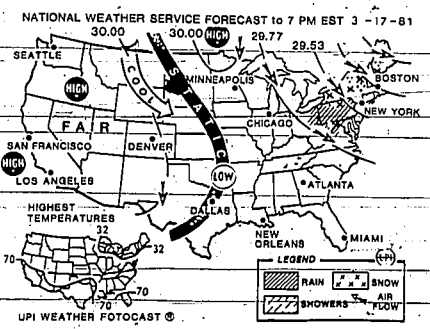 NATIONAL WEATHER SERVICE FORECAST to 7 PM EST 3-17-81
30.00
30.00
HIGH
29.77
29.53
SEATTLE
HIGH
COOL
STATIC
MINNEAPOLIS
BOSTON
NEW YORK
CHICAGO
FAIR
SAN FRANCISCO
DENVER
HIGH
LOS ANGELES
LOW
ATLANTA
DALLAS
NEW ORLEANS
MIAMI
HIGHEST TEMPERATURES
32
32
70
70
70
UPI WEATHER FOTOCAST ®
LEGEND
UPI
RAIN
SNOW
SHOWERS
AIR FLOW